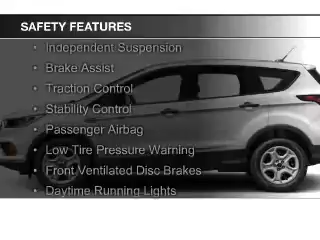 SAFETY FEATURES
• Independent Suspension
• Brake Assist
• Traction Control
• Stability Control
• Passenger Airbag
• Low Tire Pressure Warning
• Front Ventilated Disc Brakes
• Daytime Running Lights